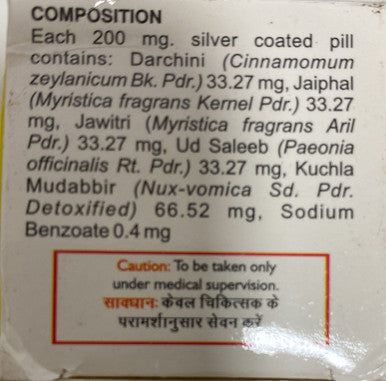 COMPOSITION
Each 200 mg. silver coated pill
contains: Darchini (Cinnamomum
zeylanicum Bk. Pdr.) 33.27 mg, Jaiphal
(Myristica fragrans Kernel Pdr.) 33.27
mg, Jawitri (Myristica fragrans Aril
Pdr.) 33.27 mg, Ud Saleeb (Paeonia
officinalis Rt. Pdr.) 33.27 mg, Kuchla
Mudabbir (Nux-vomica Sd. Pdr.
Detoxified) 66.52 mg, Sodium
Benzoate 0.4 mg
Caution: To be taken only
under medical supervision.
सावधानः केवल चिकित्सक के
परामर्शानुसार सेवन करें